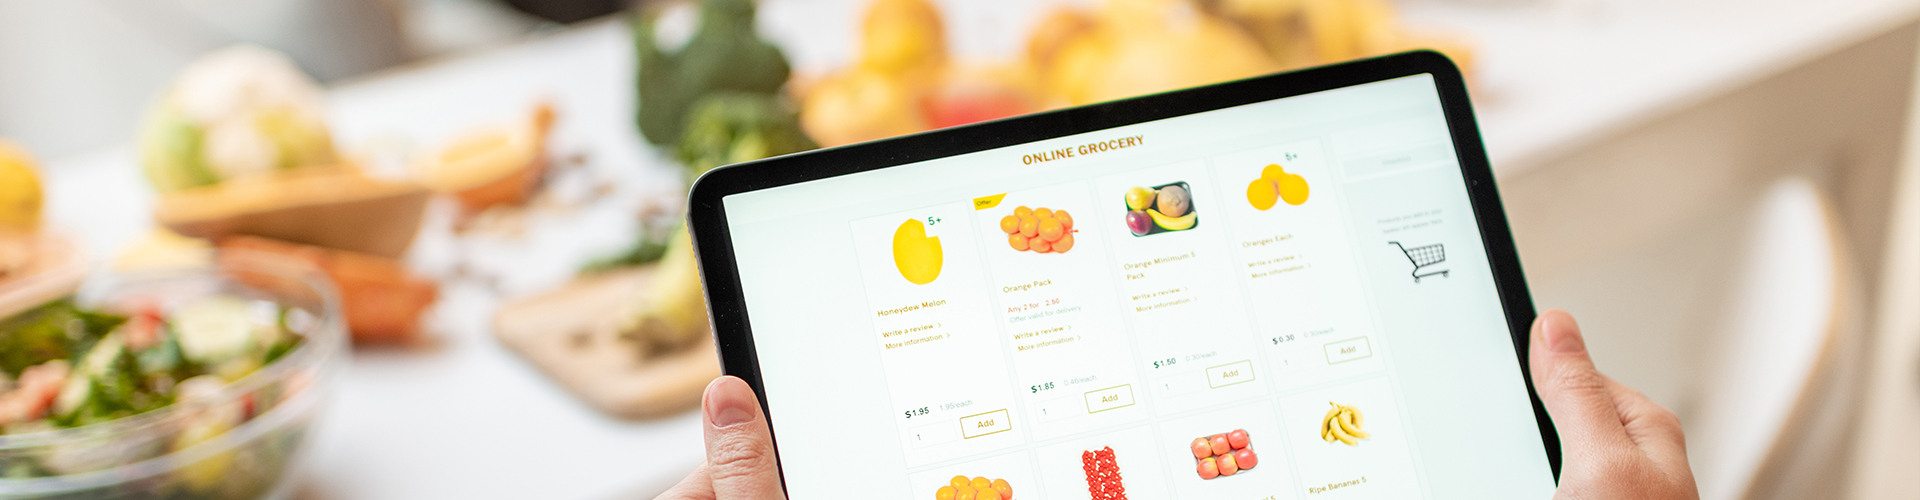 ONLINE GROCERY
5+
Honeydew Melon
Write a review >
More information >
$1.95 1.95/each
1
Add
Offer
Orange Pack
Any 2 for 2.50
Offer valid for delivery
Write a review >
More information >
$1.85 0.46/each
1
Add
Orange Minimum 5
Pack
Write a review >
More information >
$1.50 0.30/each
1
Add
5+
Oranges Each
Write a review >
More information >
$0.30 0.30/each
1
Add
Ripe Bananas 5